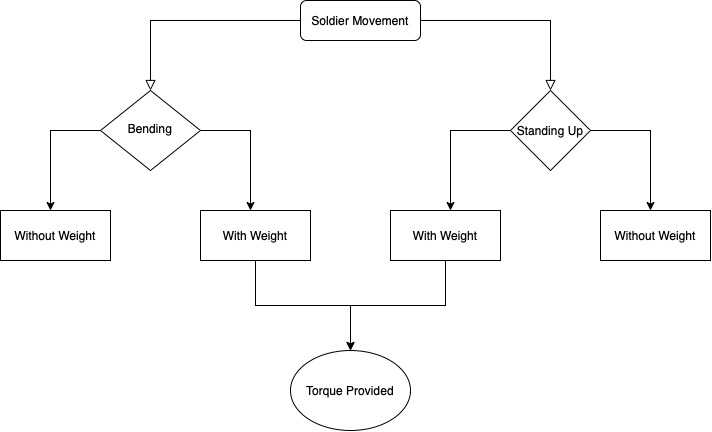 Soldier Movement
Bending
Standing Up
Without Weight
With Weight
With Weight
Without Weight
Torque Provided